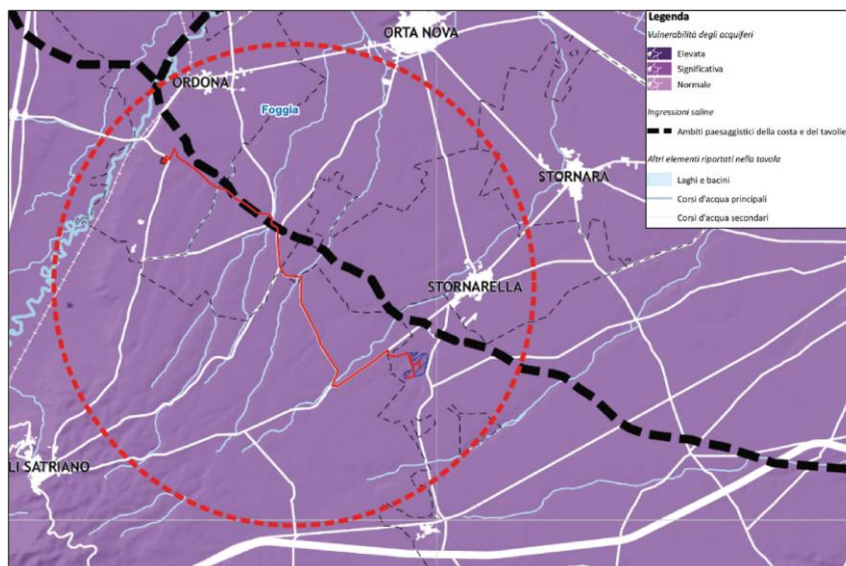 ORTA NOVA
ORDONA
Foggia
STORNARA
STORNARELLA
LI SATRIANO
Legenda
Vulnerabilità degli acquiferi
Elevata
Significativa
Normale
Ingressioni saline
Ambiti paesaggistici della costa e del tavolie
Altri elementi riportati nella tavola
Laghi e bacini
Corsi d'acqua principali
Corsi d'acqua secondari